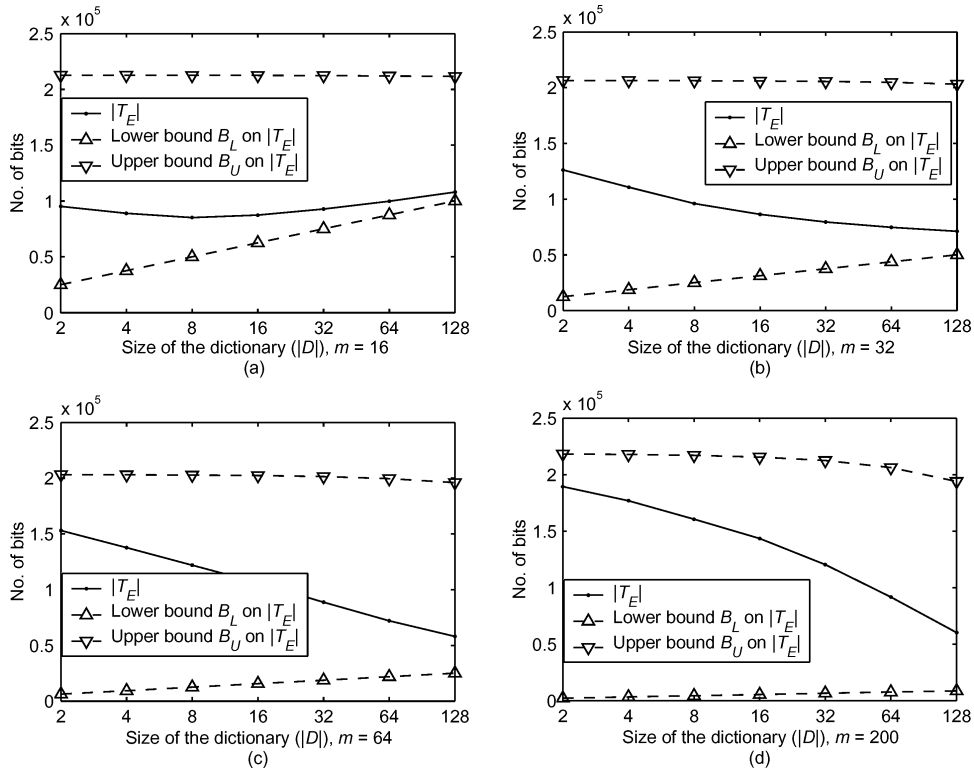 x 10^5
2.5
2
1.5
1
0.5
0
No. of bits
|T_E|
Lower bound B_L on |T_E|
Upper bound B_U on |T_E|
2 4 8 16 32 64 128
Size of the dictionary (|D|), m = 16
(a)
x 10^5
2.5
2
1.5
1
0.5
0
No. of bits
|T_E|
Lower bound B_L on |T_E|
Upper bound B_U on |T_E|
2 4 8 16 32 64 128
Size of the dictionary (|D|), m = 32
(b)
x 10^5
2.5
2
1.5
1
0.5
0
No. of bits
|T_E|
Lower bound B_L on |T_E|
Upper bound B_U on |T_E|
2 4 8 16 32 64 128
Size of the dictionary (|D|), m = 64
(c)
x 10^5
2.5
2
1.5
1
0.5
0
No. of bits
|T_E|
Lower bound B_L on |T_E|
Upper bound B_U on |T_E|
2 4 8 16 32 64 128
Size of the dictionary (|D|), m = 200
(d)